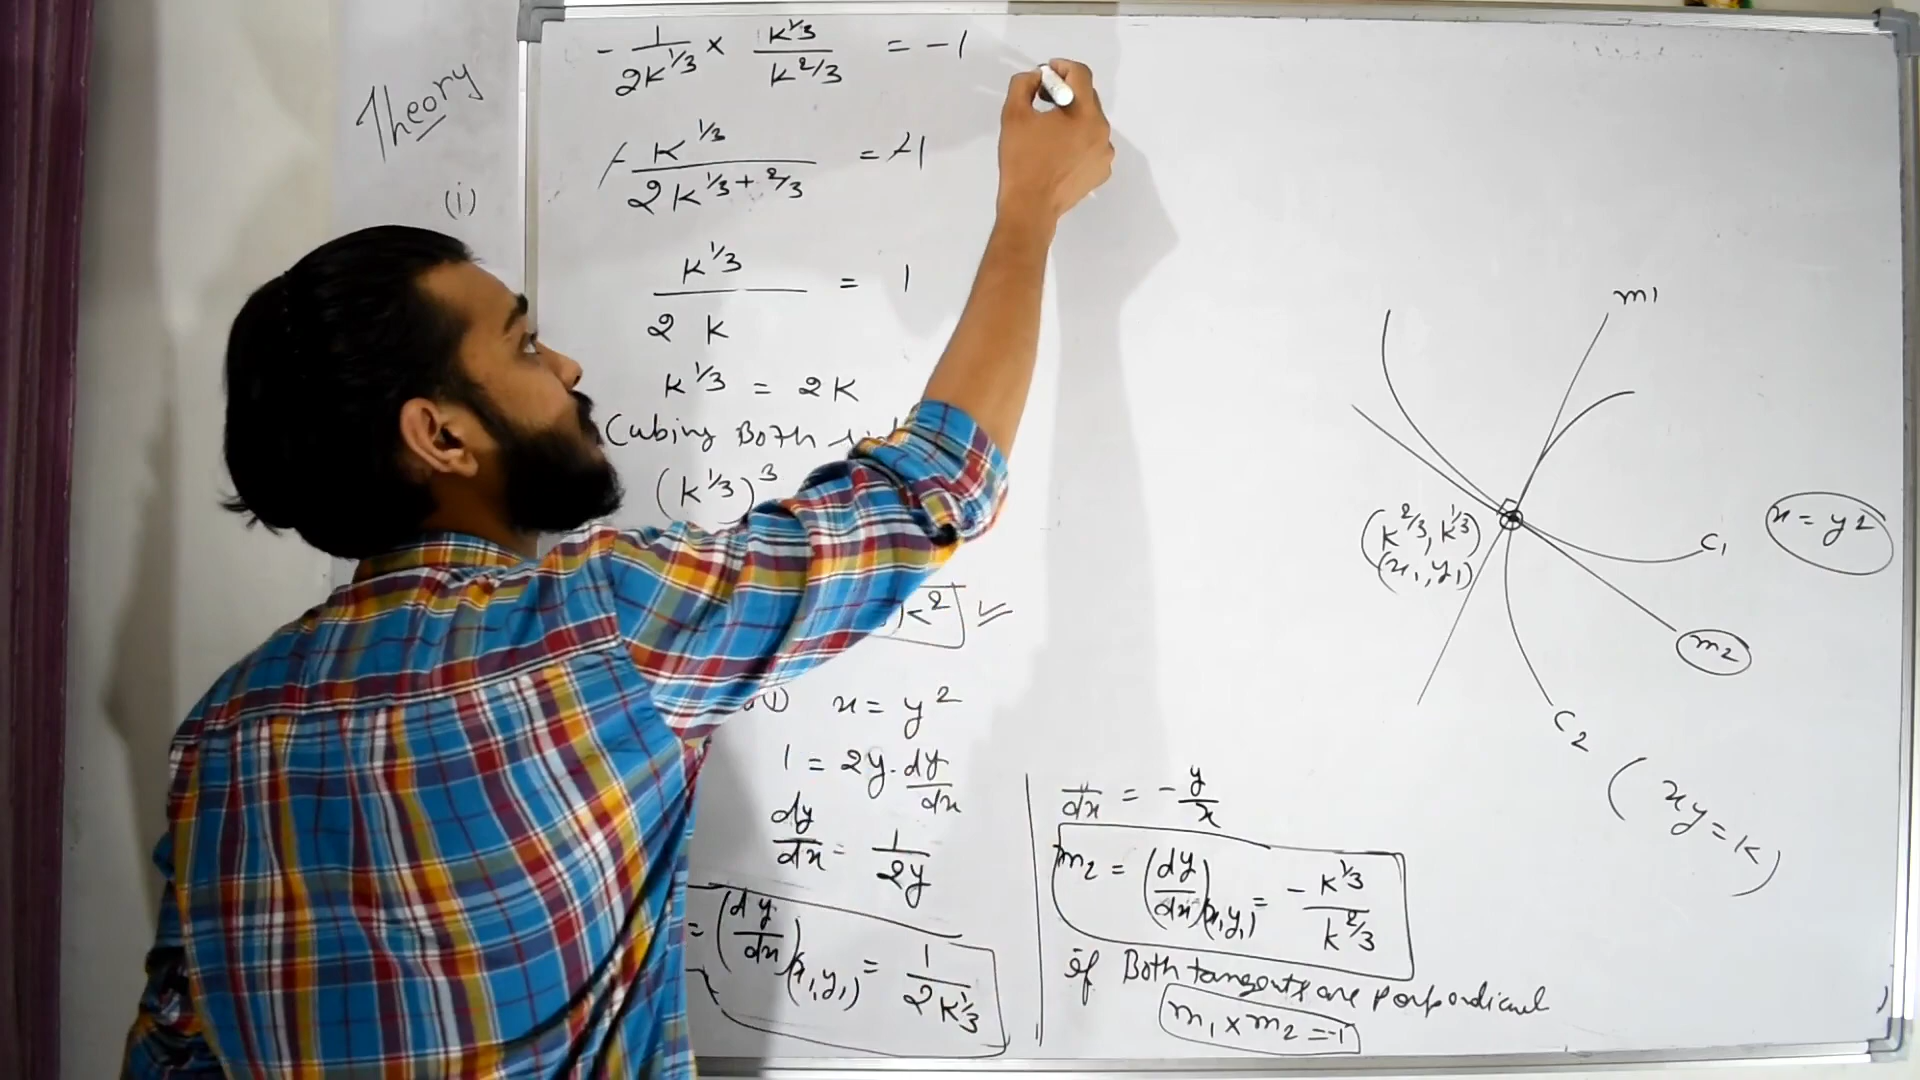 Theory
(i)
- 1/2K^1/3 × K^1/3/K^2/3 = -1
- K^1/3/2K^1/3+2/3 = -1
K^1/3/2 K = 1
K^1/3 = 2K
Cubing Both
(K^1/3)^3
K^2
x = y^2
1 = 2y. dy/dx
dy/dx = 1/2y
= (dy/dx)(x1,y1) = 1/2K^1/3
dx = - y/x
m2 = (dy/dx)(x1,y1) = - K^1/3/K^2/3
if Both tangents are perpendicual
m1 × m2 = -1
m1
(K^2/3, K^1/3)
(x1, y1)
C1
x = y2
m2
C2
(xy = K)